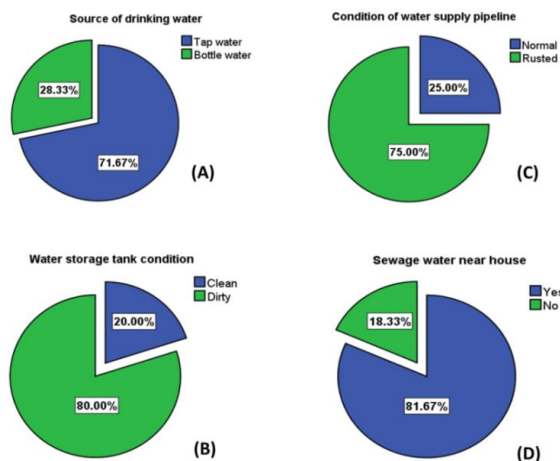 Source of drinking water
Tap water
Bottle water
28.33%
71.67%
(A)
Condition of water supply pipeline
Normal
Rusted
25.00%
75.00%
(C)
Water storage tank condition
Clean
Dirty
20.00%
80.00%
(B)
Sewage water near house
Yes
No
18.33%
81.67%
(D)